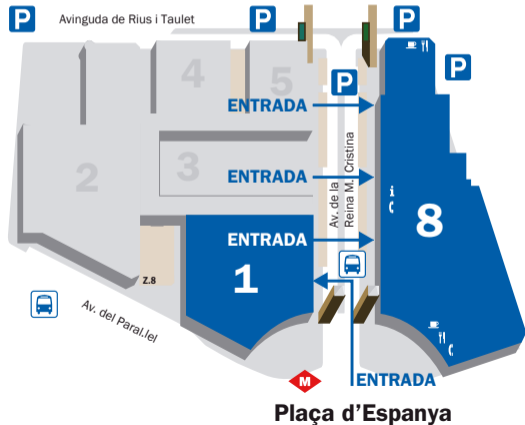 P
Avinguda de Rius i Taulet
P
P
P
P
4
5
ENTRADA
2
3
ENTRADA
Av. de la
Reina M. Cristina
i
8
ENTRADA
1
Z.8
Av. del Paral.lel
M
ENTRADA
Plaça d'Espanya